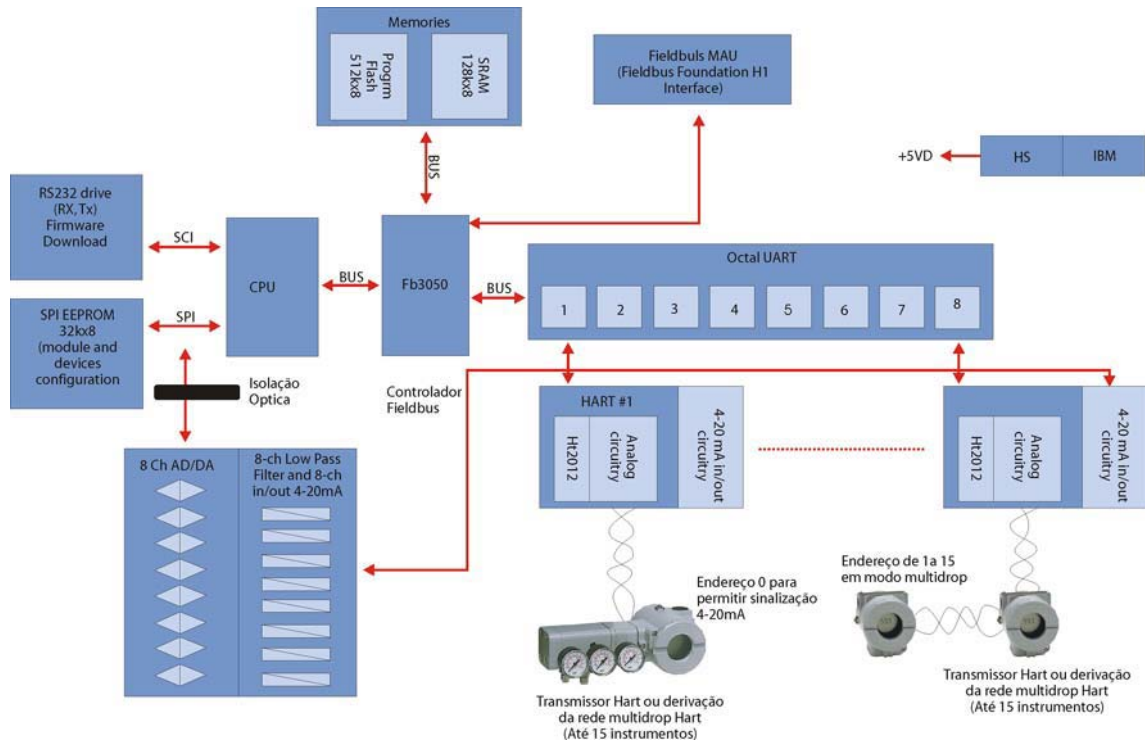 Memories
Progrm
Flash
512kx8
SRAM
128kx8
Fieldbuls MAU
(Fieldbus Foundation H1
Interface)
+5VD
HS
IBM
BUS
RS232 drive
(RX, Tx)
Firmware
Download
SCI
CPU
BUS
Fb3050
BUS
Octal UART
1
2
3
4
5
6
7
8
SPI EEPROM
32kx8
(module and
devices
configuration
SPI
Isolação
Optica
Controlador
Fieldbus
HART #1
Ht2012
Analog
circuitry
4-20 mA in/out
circuitry
Ht2012
Analog
circuitry
4-20 mA in/out
circuitry
8 Ch AD/DA
8-ch Low Pass
Filter and 8-ch
in/out 4-20mA
Endereço 0 para
permitir sinalização
4-20mA
Endereço de 1a 15
em modo multidrop
Transmissor Hart ou derivação
da rede multidrop Hart
(Até 15 instrumentos)
Transmissor Hart ou derivação
da rede multidrop Hart
(Até 15 instrumentos)